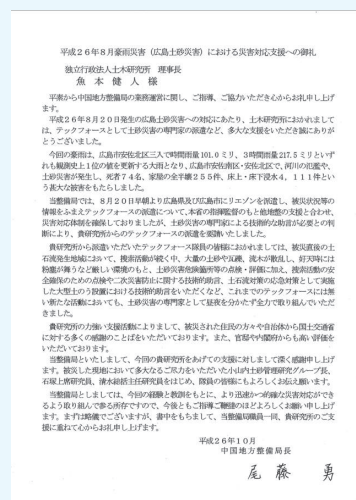 平成26年8月豪雨災害（広島土砂災害）における災害対応支援への御礼
独立行政法人土木研究所　理事長
魚　本　健　人　様
平素から中国地方整備局の業務運営に関し、ご指導、ご協力いただき心からお礼申し上げ
ます。
平成26年8月20日発生の広島土砂災害への対応にあたり、土木研究所におかれまして
は、テックフォースとして土砂災害の専門家の派遣など、多大な支援をいただき誠にありが
とうございました。
今回の豪雨は、広島市安佐北区三入で時間雨量101.0ミリ、3時間雨量217.5ミリといず
れも観測史上1位の値を更新する大雨となり、広島市安佐南区・安佐北区で、河川の氾濫や、
土砂災害が発生し、死者74名、家屋の全半壊255件、床上・床下浸水4，111件とい
う甚大な被害をもたらしました。
当整備局では、8月20日早朝より広島県及び広島市にリエゾンを派遣し、被災状況等の
情報をふまえテックフォースの派遣について、本省の指揮監督のもと他地整の支援と合わせ、
災害対応体制を確保しておりましたが、土砂災害の専門家による技術的な助言が必要との判
断により、貴研究所からのテックフォースの派遣を要請いたしました。
貴研究所から派遣いただいたテックフォース隊員の皆様におかれましては、被災直後の土
石流発生地域において、捜索活動が続く中、大量の土砂や瓦礫、流木が散乱し、好天時には
粉塵が舞うなど厳しい環境のもと、土砂災害危険箇所等の点検・評価に加え、捜索活動の安
全確保のための点検や二次災害防止に関する技術的助言、土石流対策の応急対策として実施
した大型土のう設置における技術的助言をいただくなど、これまでのテックフォースには無
い新たな活動においても、土砂災害の専門家として昼夜を分かたず全力で取り組んでいただ
きました。
貴研究所の力強い支援活動によりまして、被災された住民の方々や自治体から国土交通省
に対する多くの感謝のことばをいただいております。また、官邸や内閣府からも高い評価を
いただいております。
当整備局といたしまして、今回の貴研究所をあげての支援に対しまして深く感謝申し上げ
ます。被災した現地において多大なるご尽力をいただいた小山内土砂管理研究グループ長、
石塚上席研究員、清水総括主任研究員をはじめ、隊員の皆様にもよろしくお伝え願います。
当整備局としましては、今回の経験と教訓をもとに、より迅速かつ的確な災害対応ができ
るよう取り組んで参る所存ですので、今後ともご指導ご鞭撻のほどよろしくお願い申し上げ
ます。まずは略儀でございますが、書中をもちまして、当整備局職員一同、貴研究所のご支
援に重ねて心からお礼申し上げます。
平成26年10月
中国地方整備局長
尾　藤　勇